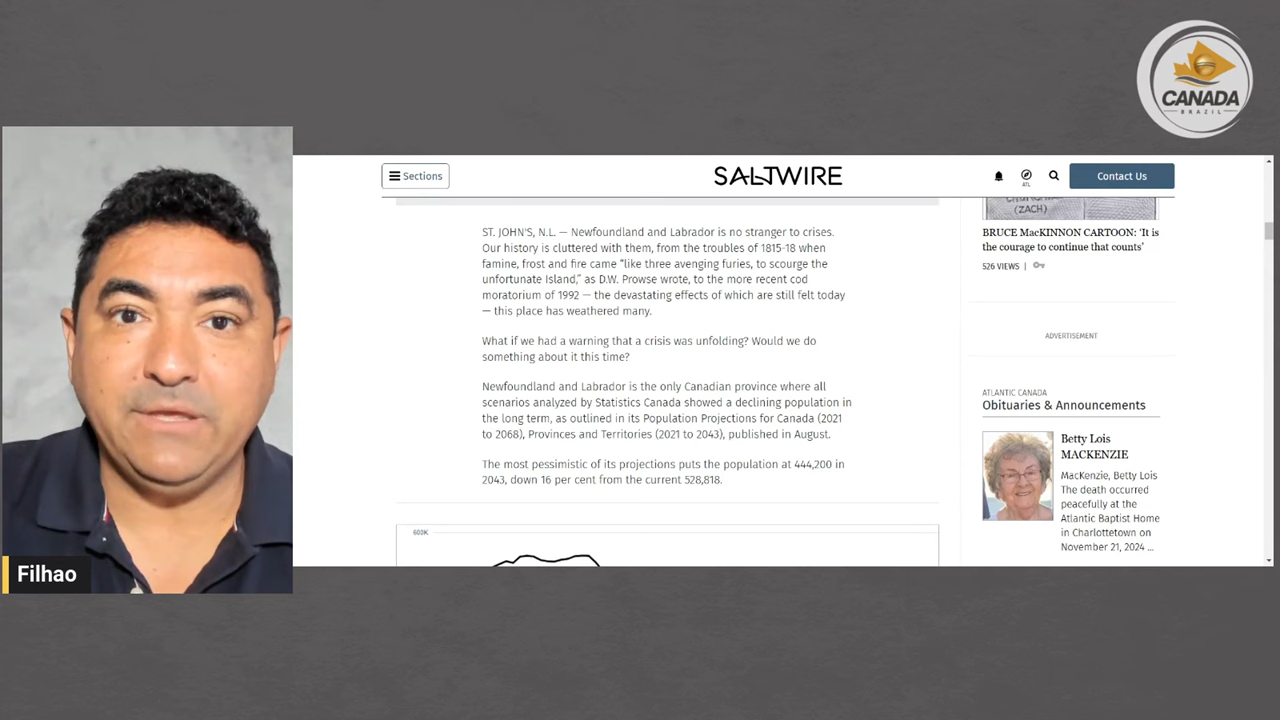 CANADA
BRAZIL
Sections
SALTWIRE
ATL
Contact Us
(ZACH)
BRUCE MacKINNON CARTOON: ‘It is
the courage to continue that counts’
526 VIEWS |
ST. JOHN'S, N.L. — Newfoundland and Labrador is no stranger to crises.
Our history is cluttered with them, from the troubles of 1815-18 when
famine, frost and fire came “like three avenging furies, to scourge the
unfortunate Island,” as D.W. Prowse wrote, to the more recent cod
moratorium of 1992 — the devastating effects of which are still felt today
— this place has weathered many.
What if we had a warning that a crisis was unfolding? Would we do
something about it this time?
Newfoundland and Labrador is the only Canadian province where all
scenarios analyzed by Statistics Canada showed a declining population in
the long term, as outlined in its Population Projections for Canada (2021
to 2068), Provinces and Territories (2021 to 2043), published in August.
The most pessimistic of its projections puts the population at 444,200 in
2043, down 16 per cent from the current 528,818.
600K
ADVERTISEMENT
ATLANTIC CANADA
Obituaries & Announcements
Betty Lois
MACKENZIE
MacKenzie, Betty Lois
The death occurred
peacefully at the
Atlantic Baptist Home
in Charlottetown on
November 21, 2024 ...
Filhao